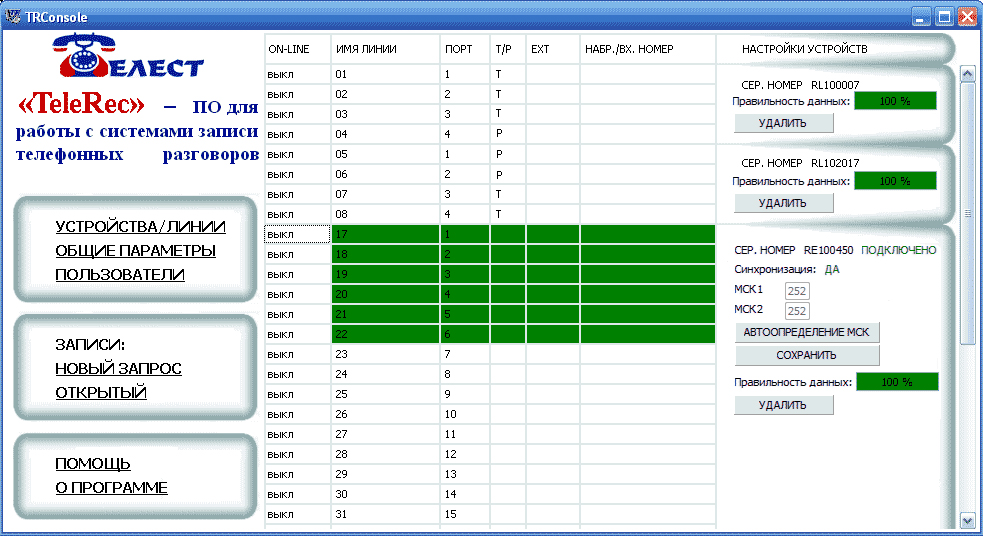 TRConsole
ТЕЛЕСТ
«TeleRec» – ПО для
работы с системами записи
телефонных разговоров
УСТРОЙСТВА/ЛИНИИ
ОБЩИЕ ПАРАМЕТРЫ
ПОЛЬЗОВАТЕЛИ
ЗАПИСИ:
НОВЫЙ ЗАПРОС
ОТКРЫТЫЙ
ПОМОЩЬ
О ПРОГРАММЕ
ON-LINE ИМЯ ЛИНИИ ПОРТ T/P EXT НАБР./ВХ. НОМЕР
выкл 01 1 T
выкл 02 2 T
выкл 03 3 T
выкл 04 4 P
выкл 05 1 P
выкл 06 2 P
выкл 07 3 T
выкл 08 4 T
выкл 17 1
выкл 18 2
выкл 19 3
выкл 20 4
выкл 21 5
выкл 22 6
выкл 23 7
выкл 24 8
выкл 25 9
выкл 26 10
выкл 27 11
выкл 28 12
выкл 29 13
выкл 30 14
выкл 31 15
НАСТРОЙКИ УСТРОЙСТВ
СЕР. НОМЕР RL100007
Правильность данных: 100 %
УДАЛИТЬ
СЕР. НОМЕР RL102017
Правильность данных: 100 %
УДАЛИТЬ
СЕР. НОМЕР RE100450 ПОДКЛЮЧЕНО
Синхронизация: ДА
МСК1 252
МСК2 252
АВТООПРЕДЕЛЕНИЕ МСК
СОХРАНИТЬ
Правильность данных: 100 %
УДАЛИТЬ